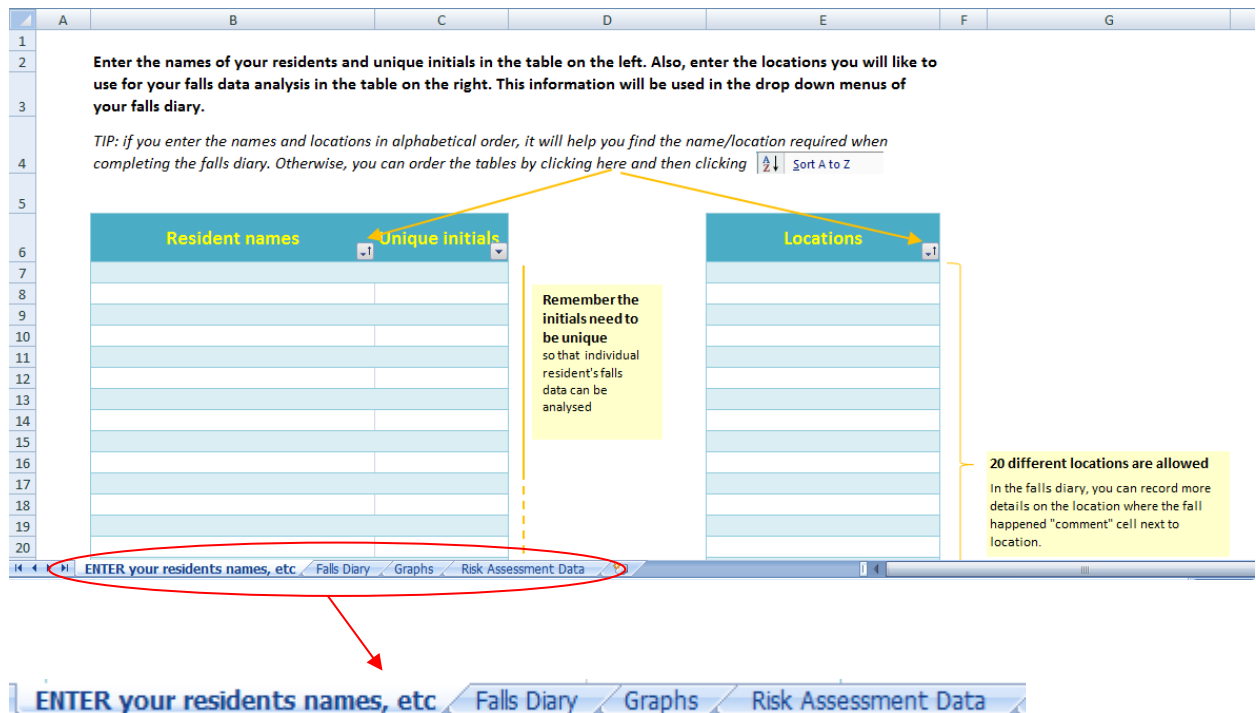 A B C D E F G
1
2 Enter the names of your residents and unique initials in the table on the left. Also, enter the locations you will like to
use for your falls data analysis in the table on the right. This information will be used in the drop down menus of
3 your falls diary.
TIP: if you enter the names and locations in alphabetical order, it will help you find the name/location required when
4 completing the falls diary. Otherwise, you can order the tables by clicking here and then clicking A Z Sort A to Z
5
6 Resident names Unique initials Locations
7
8 Remember the
9 initials need to
10 be unique
11 so that individual
12 resident's falls
13 data can be
14 analysed
15
16 20 different locations are allowed
17 In the falls diary, you can record more
18 details on the location where the fall
19 happened "comment" cell next to
20 location.
ENTER your residents names, etc Falls Diary Graphs Risk Assessment Data
ENTER your residents names, etc Falls Diary Graphs Risk Assessment Data